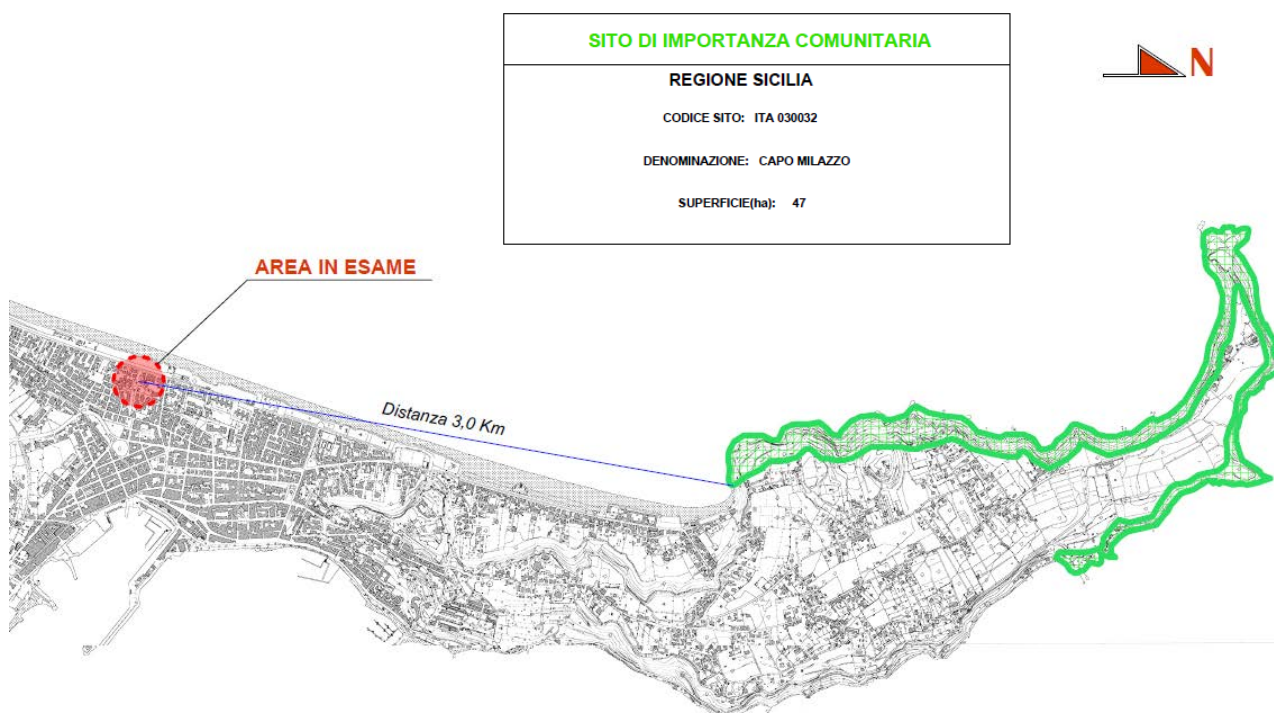 SITO DI IMPORTANZA COMUNITARIA
REGIONE SICILIA
CODICE SITO: ITA 030032
DENOMINAZIONE: CAPO MILAZZO
SUPERFICIE(ha): 47
N
AREA IN ESAME
Distanza 3,0 Km